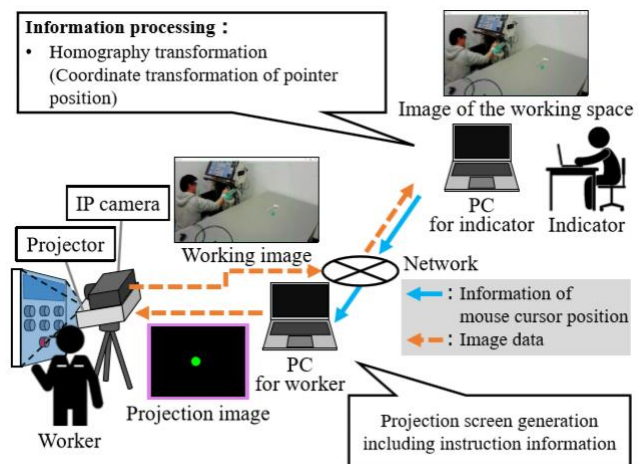 Information processing :
• Homography transformation
(Coordinate transformation of pointer
position)
Image of the working space
IP camera
Projector
Working image
PC
for indicator
Indicator
Network
: Information of
mouse cursor position
: Image data
PC
for worker
Projection image
Worker
Projection screen generation
including instruction information